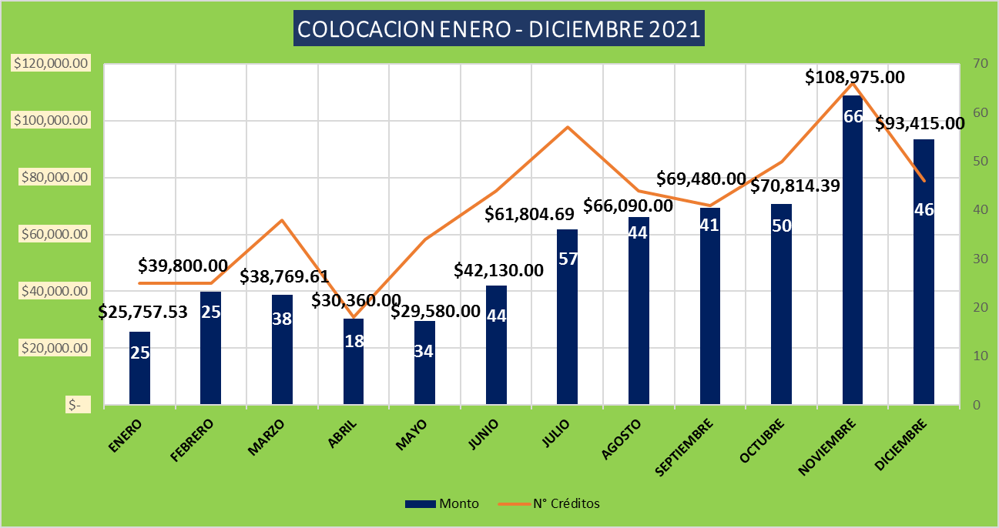 COLOCACION ENERO - DICIEMBRE 2021
$120,000.00
$100,000.00
$80,000.00
$60,000.00
$40,000.00
$20,000.00
$-
70
60
50
40
30
20
10
0
$25,757.53
$39,800.00
$38,769.61
$30,360.00
$29,580.00
$42,130.00
$61,804.69
$66,090.00
$69,480.00
$70,814.39
$108,975.00
$93,415.00
25
25
38
18
34
44
57
44
41
50
66
46
ENERO
FEBRERO
MARZO
ABRIL
MAYO
JUNIO
JULIO
AGOSTO
SEPTIEMBRE
OCTUBRE
NOVIEMBRE
DICIEMBRE
Monto
N° Créditos